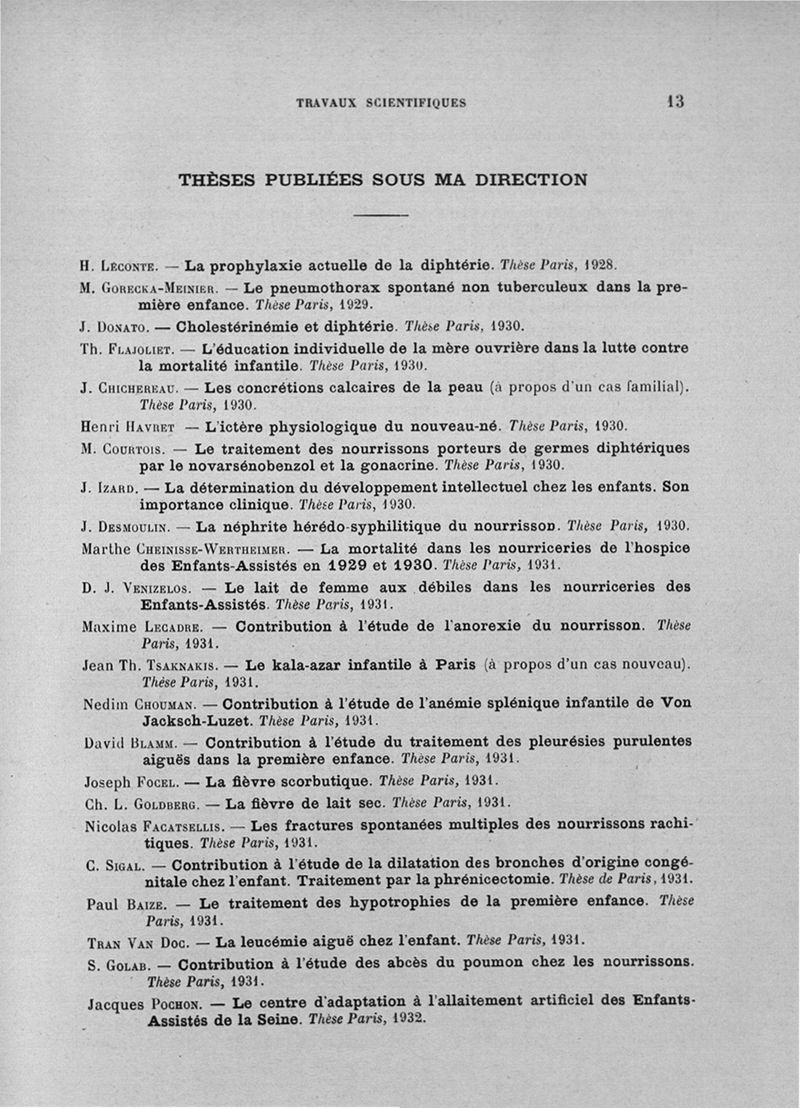 TRAVAUX SCIENTIFIQUES 13
THÈSES PUBLIÉES SOUS MA DIRECTION
H. LECONTE. — La prophylaxie actuelle de la diphtérie. Thèse Paris, 1928.
M. GORECKA-MEINIER. — Le pneumothorax spontané non tuberculeux dans la pre-
mière enfance. Thèse Paris, 1929.
J. DONATO. — Cholestérinémie et diphtérie. Thèse Paris, 1930.
Th. FLAJOLIET. — L'éducation individuelle de la mère ouvrière dans la lutte contre
la mortalité infantile. Thèse Paris, 1930.
J. CHICHEREAU. — Les concrétions calcaires de la peau (à propos d'un cas familial).
Thèse Paris, 1930.
Henri HAVRET — L'ictère physiologique du nouveau-né. Thèse Paris, 1930.
M. COURTOIS. — Le traitement des nourrissons porteurs de germes diphtériques
par le novarsénobenzol et la gonacrine. Thèse Paris, 1930.
J. IZARD. — La détermination du développement intellectuel chez les enfants. Son
importance clinique. Thèse Paris, 1930.
J. DESMOULIN. — La néphrite hérédo-syphilitique du nourrisson. Thèse Paris, 1930.
Marthe CHEINISSE-WERTHEIMER. — La mortalité dans les nourriceries de l'hospice
des Enfants-Assistés en 1929 et 1930. Thèse Paris, 1931.
D. J. VENIZELOS. — Le lait de femme aux débiles dans les nourriceries des
Enfants-Assistés. Thèse Paris, 1931.
Maxime LECADRE. — Contribution à l'étude de l'anorexie du nourrisson. Thèse
Paris, 1931.
Jean Th. TSAKNAKIS. — Le kala-azar infantile à Paris (à propos d'un cas nouveau).
Thèse Paris, 1931.
Nedim CHOUMAN. — Contribution à l'étude de l'anémie splénique infantile de Von
Jacksch-Luzet. Thèse Paris, 1931.
David BLAMM. — Contribution à l'étude du traitement des pleurésies purulentes
aiguës dans la première enfance. Thèse Paris, 1931.
Joseph FOCEL. — La fièvre scorbutique. Thèse Paris, 1931.
Ch. L. GOLDBERG. — La fièvre de lait sec. Thèse Paris, 1931.
Nicolas FACATSELLIS. — Les fractures spontanées multiples des nourrissons rachi-
tiques. Thèse Paris, 1931.
C. SIGAL. — Contribution à l'étude de la dilatation des bronches d'origine congé-
nitale chez l'enfant. Traitement par la phrénicectomie. Thèse de Paris, 1931.
Paul BAIZE. — Le traitement des hypotrophies de la première enfance. Thèse
Paris, 1931.
TRAN VAN DOC. — La leucémie aiguë chez l'enfant. Thèse Paris, 1931.
S. GOLAB. — Contribution à l'étude des abcès du poumon chez les nourrissons.
Thèse Paris, 1931.
Jacques POCHON. — Le centre d'adaptation à l'allaitement artificiel des Enfants-
Assistés de la Seine. Thèse Paris, 1932.